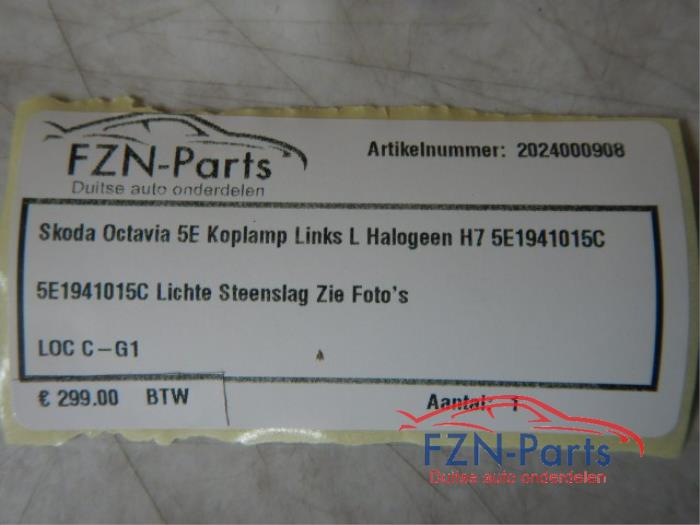 FZN-Parts
Duitse auto onderdelen
Artikelnummer: 2024000908
Skoda Octavia 5E Koplamp Links L Halogeen H7 5E1941015C
5E1941015C Lichte Steenslag Zie Foto's
LOC C-G1
€ 299.00 BTW
Aantal: 1
FZN-Parts
Duitse auto onderdelen